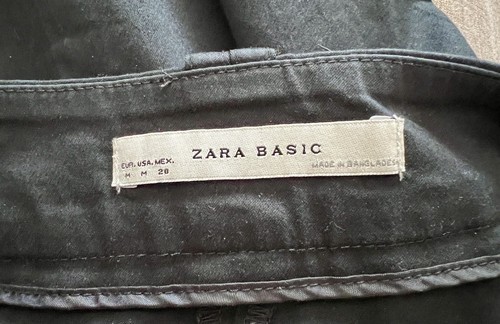 EUR. USA. MEX.
M M 28
ZARA BASIC
MADE IN BANGLADESH